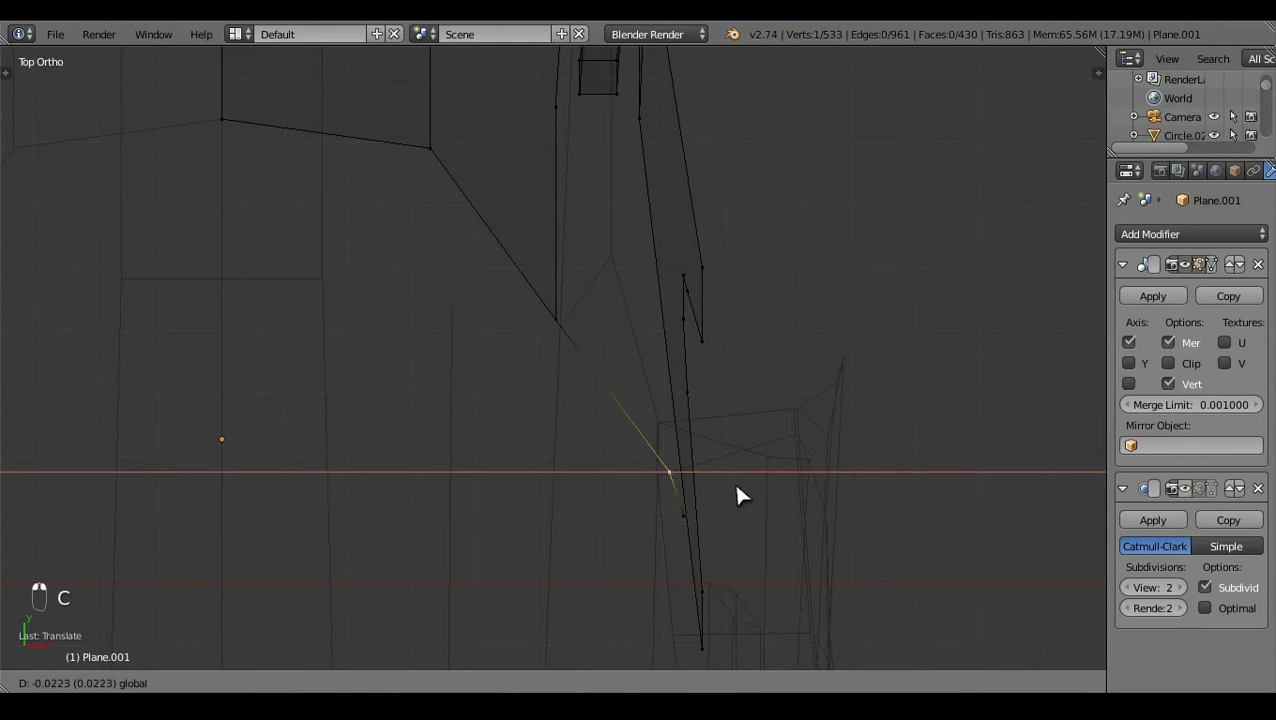 File Render Window Help Default Scene Blender Render v2.74 | Verts:1/533 | Edges:0/961 | Faces:0/430 | Tris:863 | Mem:65.56M (17.19M) | Plane.001
Top Ortho
View Search All Sc
RenderLa
World
Camera
Circle.02
Plane.001
Add Modifier
Apply Copy
Axis: Options: Textures:
Mer U
Y Clip V
Vert
Merge Limit: 0.001000
Mirror Object:
Apply Copy
Catmull-Clark Simple
Subdivisions: Options:
View: 2 Subdivid
Rende:2 Optimal
C
y
Last: Translate
(1) Plane.001
D: -0.0223 (0.0223) global